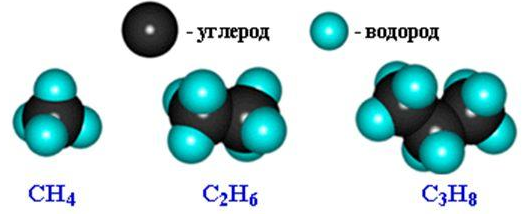 - углерод
- водород
CH₄
C₂H₆
C₃H₈